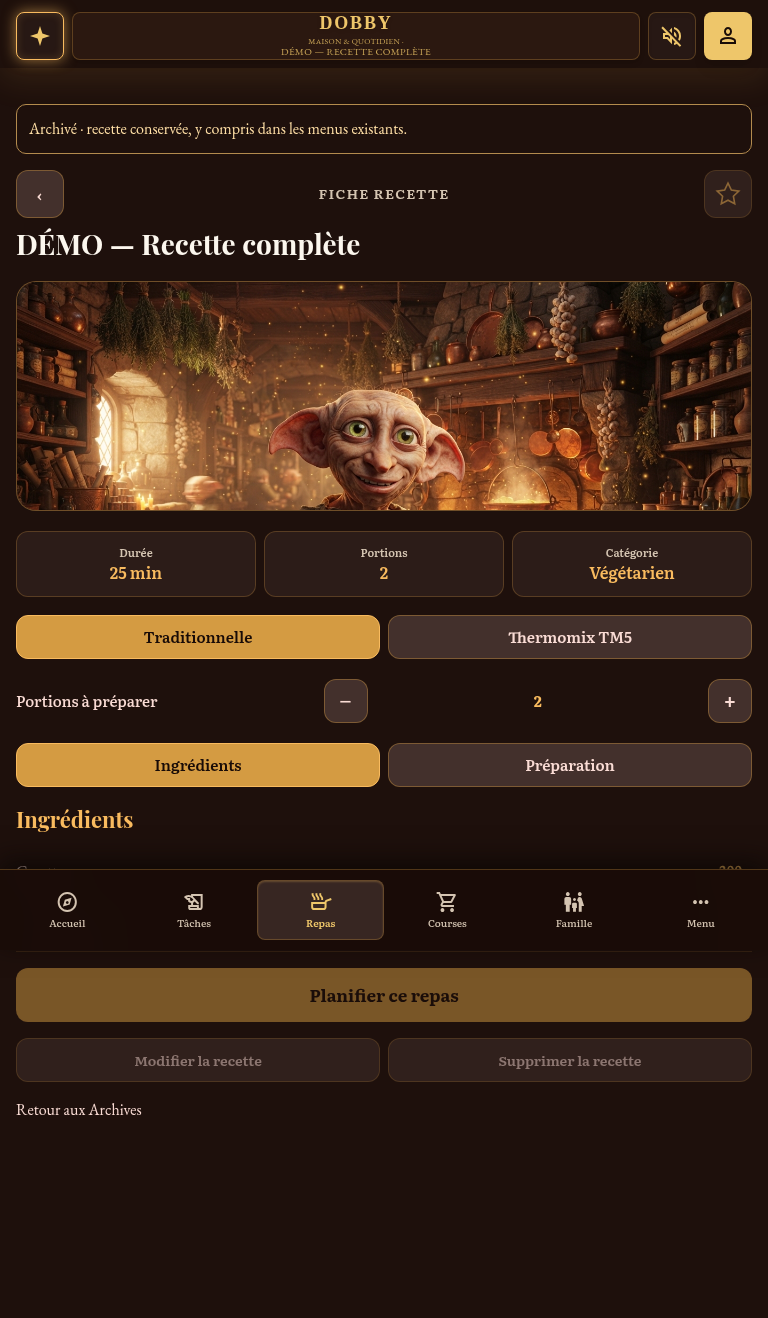 DOBBY
MAISON & QUOTIDIEN ·
DÉMO — RECETTE COMPLÈTE
Archivé · recette conservée, y compris dans les menus existants.
‹
FICHE RECETTE
DÉMO — Recette complète
Durée
25 min
Portions
2
Catégorie
Végétarien
Traditionnelle
Thermomix TM5
Portions à préparer
−
2
+
Ingrédients
Préparation
Ingrédients
Accueil
Tâches
Repas
Courses
Famille
Menu
Planifier ce repas
Modifier la recette
Supprimer la recette
Retour aux Archives